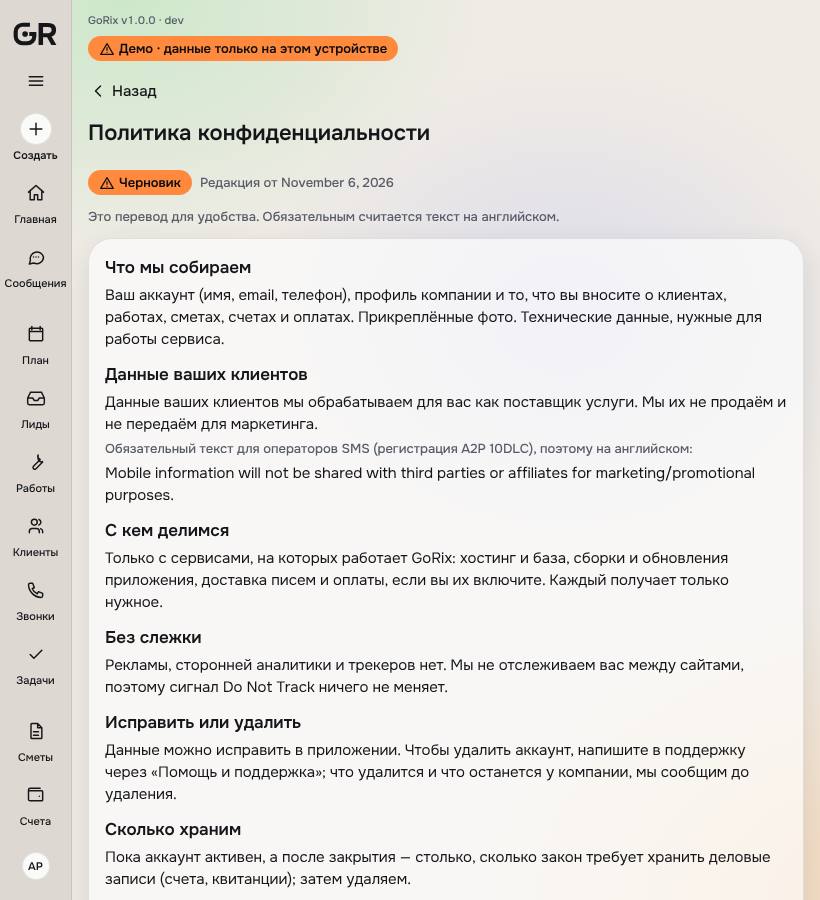 GR
GoRix v1.0.0 · dev
Демо · данные только на этом устройстве
Назад
Политика конфиденциальности
Черновик
Редакция от November 6, 2026
Это перевод для удобства. Обязательным считается текст на английском.
Что мы собираем
Ваш аккаунт (имя, email, телефон), профиль компании и то, что вы вносите о клиентах,
работах, сметах, счетах и оплатах. Прикреплённые фото. Технические данные, нужные для
работы сервиса.
Данные ваших клиентов
Данные ваших клиентов мы обрабатываем для вас как поставщик услуги. Мы их не продаём и
не передаём для маркетинга.
Обязательный текст для операторов SMS (регистрация A2P 10DLC), поэтому на английском:
Mobile information will not be shared with third parties or affiliates for marketing/promotional
purposes.
С кем делимся
Только с сервисами, на которых работает GoRix: хостинг и база, сборки и обновления
приложения, доставка писем и оплаты, если вы их включите. Каждый получает только
нужное.
Без слежки
Рекламы, сторонней аналитики и трекеров нет. Мы не отслеживаем вас между сайтами,
поэтому сигнал Do Not Track ничего не меняет.
Исправить или удалить
Данные можно исправить в приложении. Чтобы удалить аккаунт, напишите в поддержку
через «Помощь и поддержка»; что удалится и что останется у компании, мы сообщим до
удаления.
Сколько храним
Пока аккаунт активен, а после закрытия — столько, сколько закон требует хранить деловые
записи (счета, квитанции); затем удаляем.
Создать
Главная
Сообщения
План
Лиды
Работы
Клиенты
Звонки
Задачи
Сметы
Счета
AP